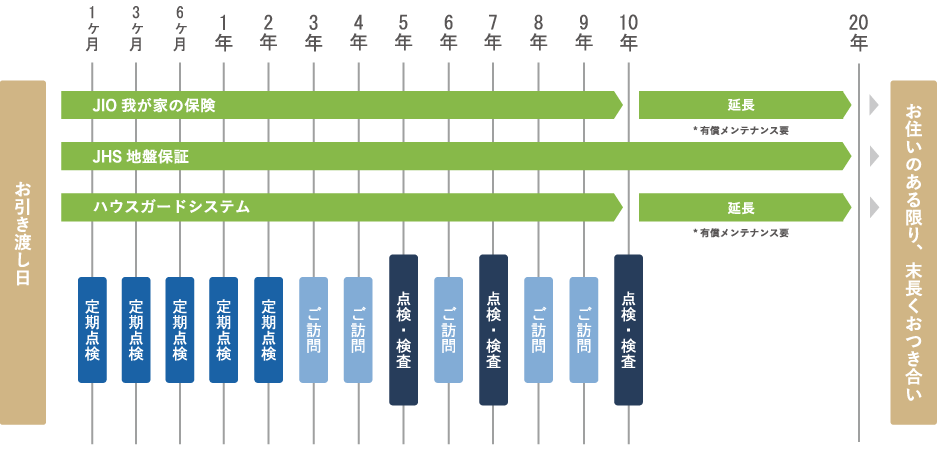 1ヶ月
3ヶ月
6ヶ月
1年
2年
3年
4年
5年
6年
7年
8年
9年
10年
20年
お引き渡し日
JIO 我が家の保険
延長
* 有償メンテナンス要
JHS 地盤保証
ハウスガードシステム
延長
* 有償メンテナンス要
定期点検
定期点検
定期点検
定期点検
定期点検
ご訪問
ご訪問
点検・検査
ご訪問
点検・検査
ご訪問
ご訪問
点検・検査
お住いのある限り、末長くおつき合い